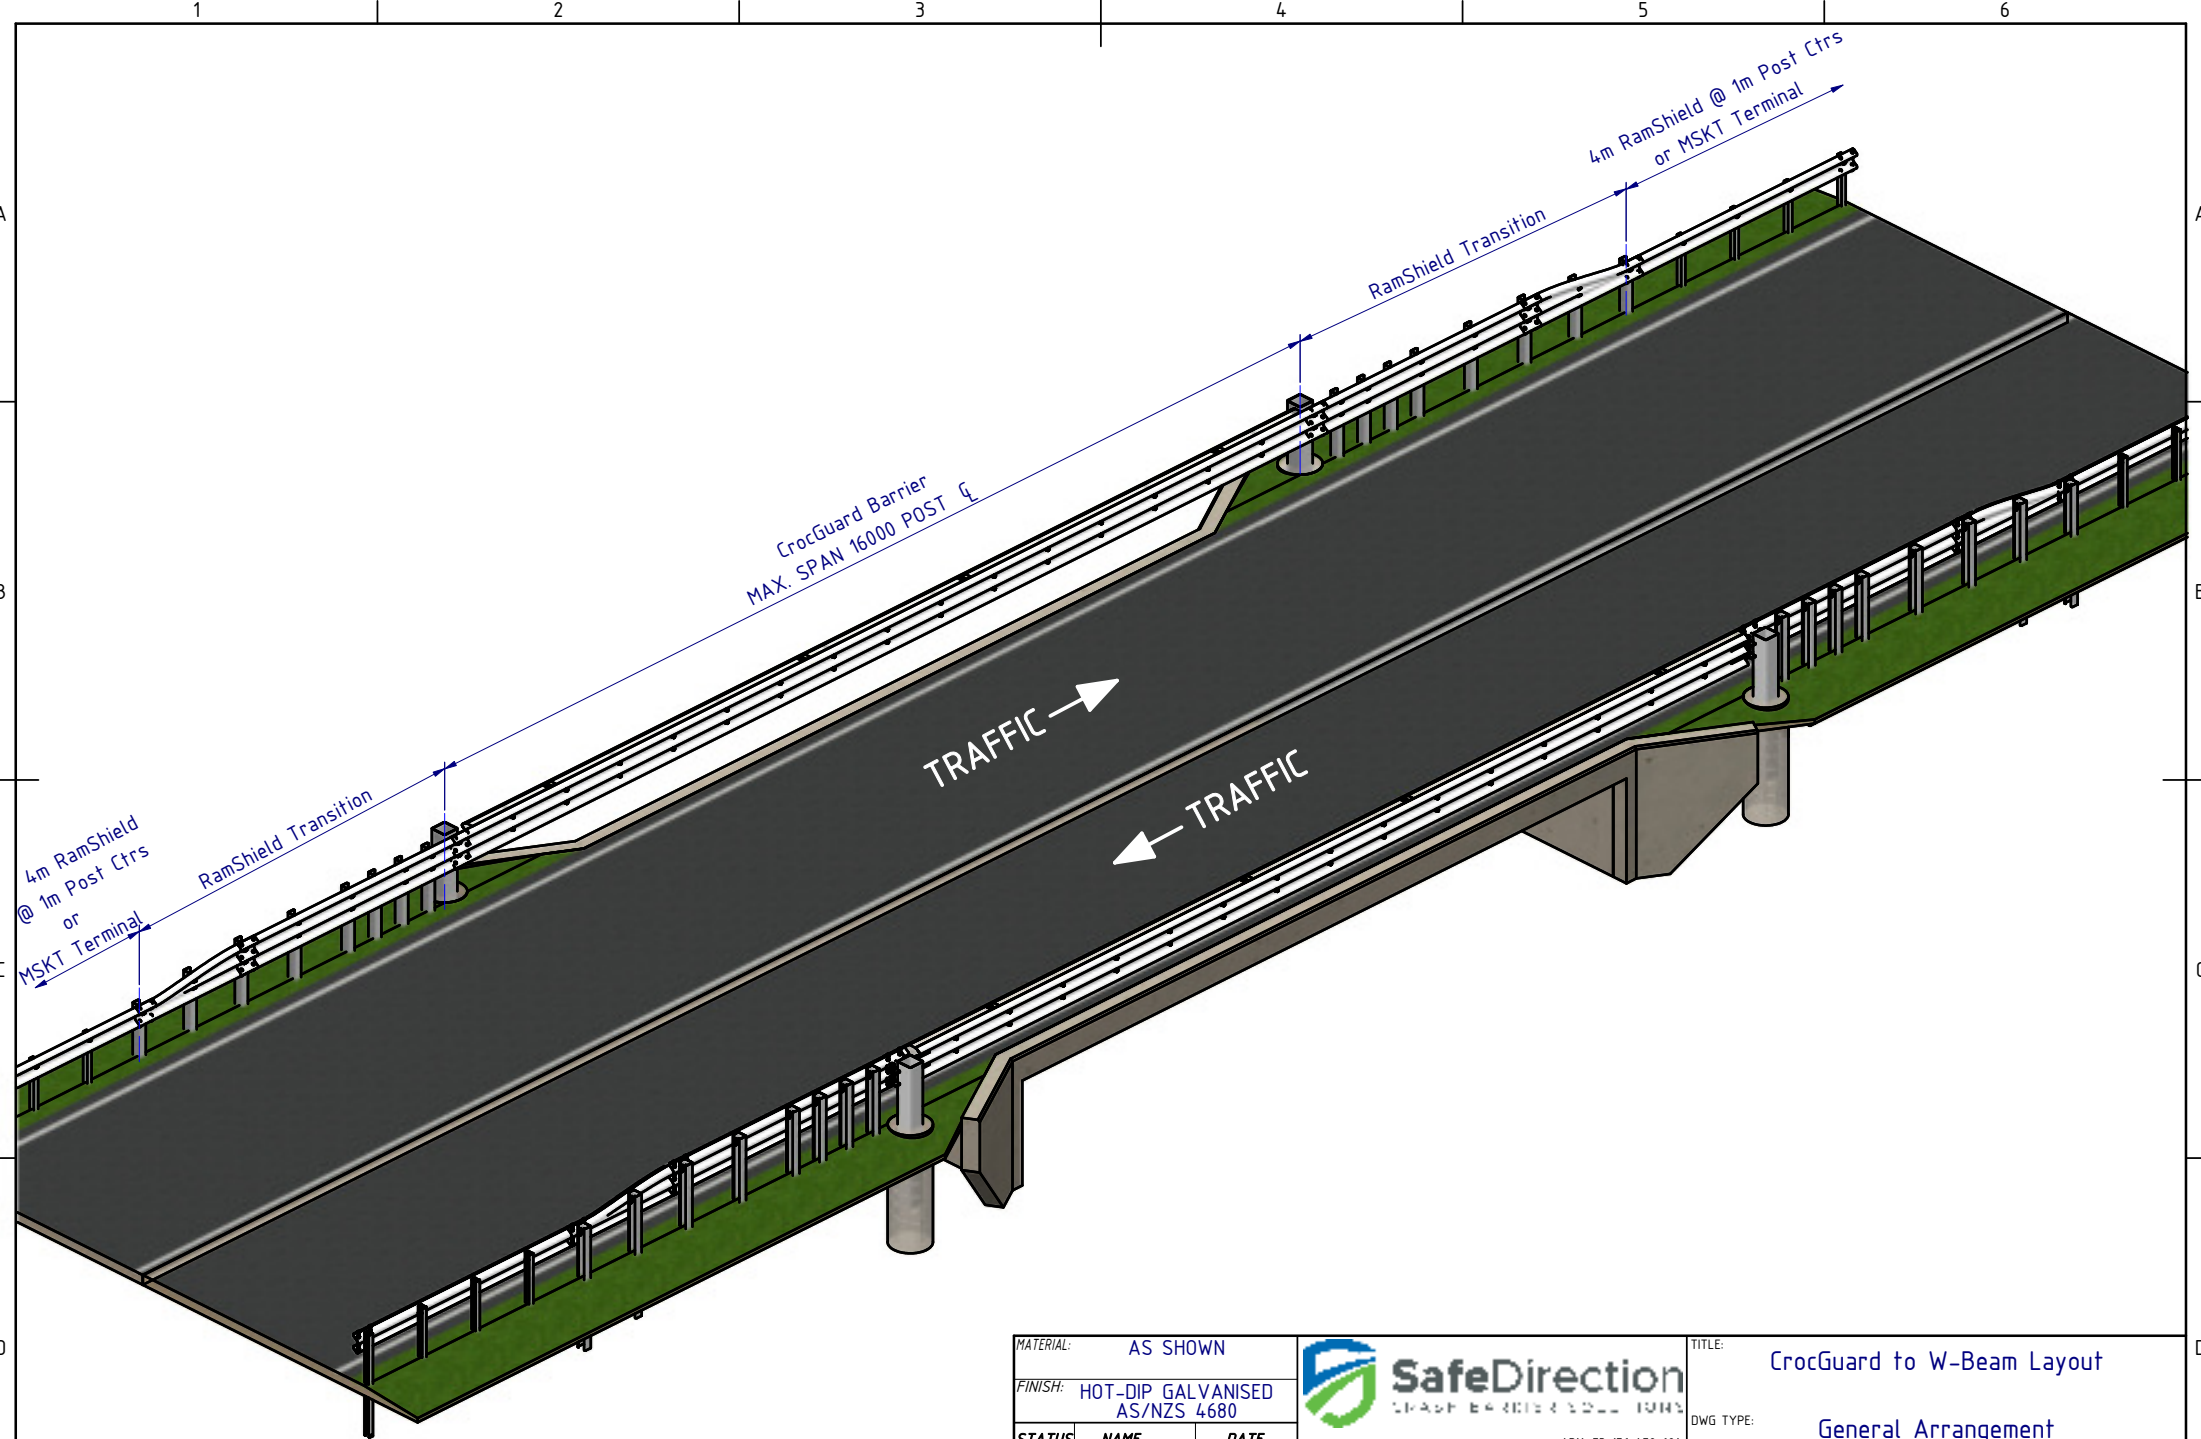 1 2 3 4 5 6
A
A
B
B
C
C
D
D
4m RamShield @ 1m Post Ctrs
or MSKT Terminal
RamShield Transition
CrocGuard Barrier
MAX. SPAN 16000 POST ℄
RamShield Transition
4m RamShield
@ 1m Post Ctrs
or
MSKT Terminal
TRAFFIC
TRAFFIC
MATERIAL: AS SHOWN
FINISH: HOT-DIP GALVANISED
AS/NZS 4680
STATUS NAME DATE
SafeDirection
CRASH BARRIER SOLUTIONS
TITLE:
CrocGuard to W-Beam Layout
DWG TYPE:
General Arrangement